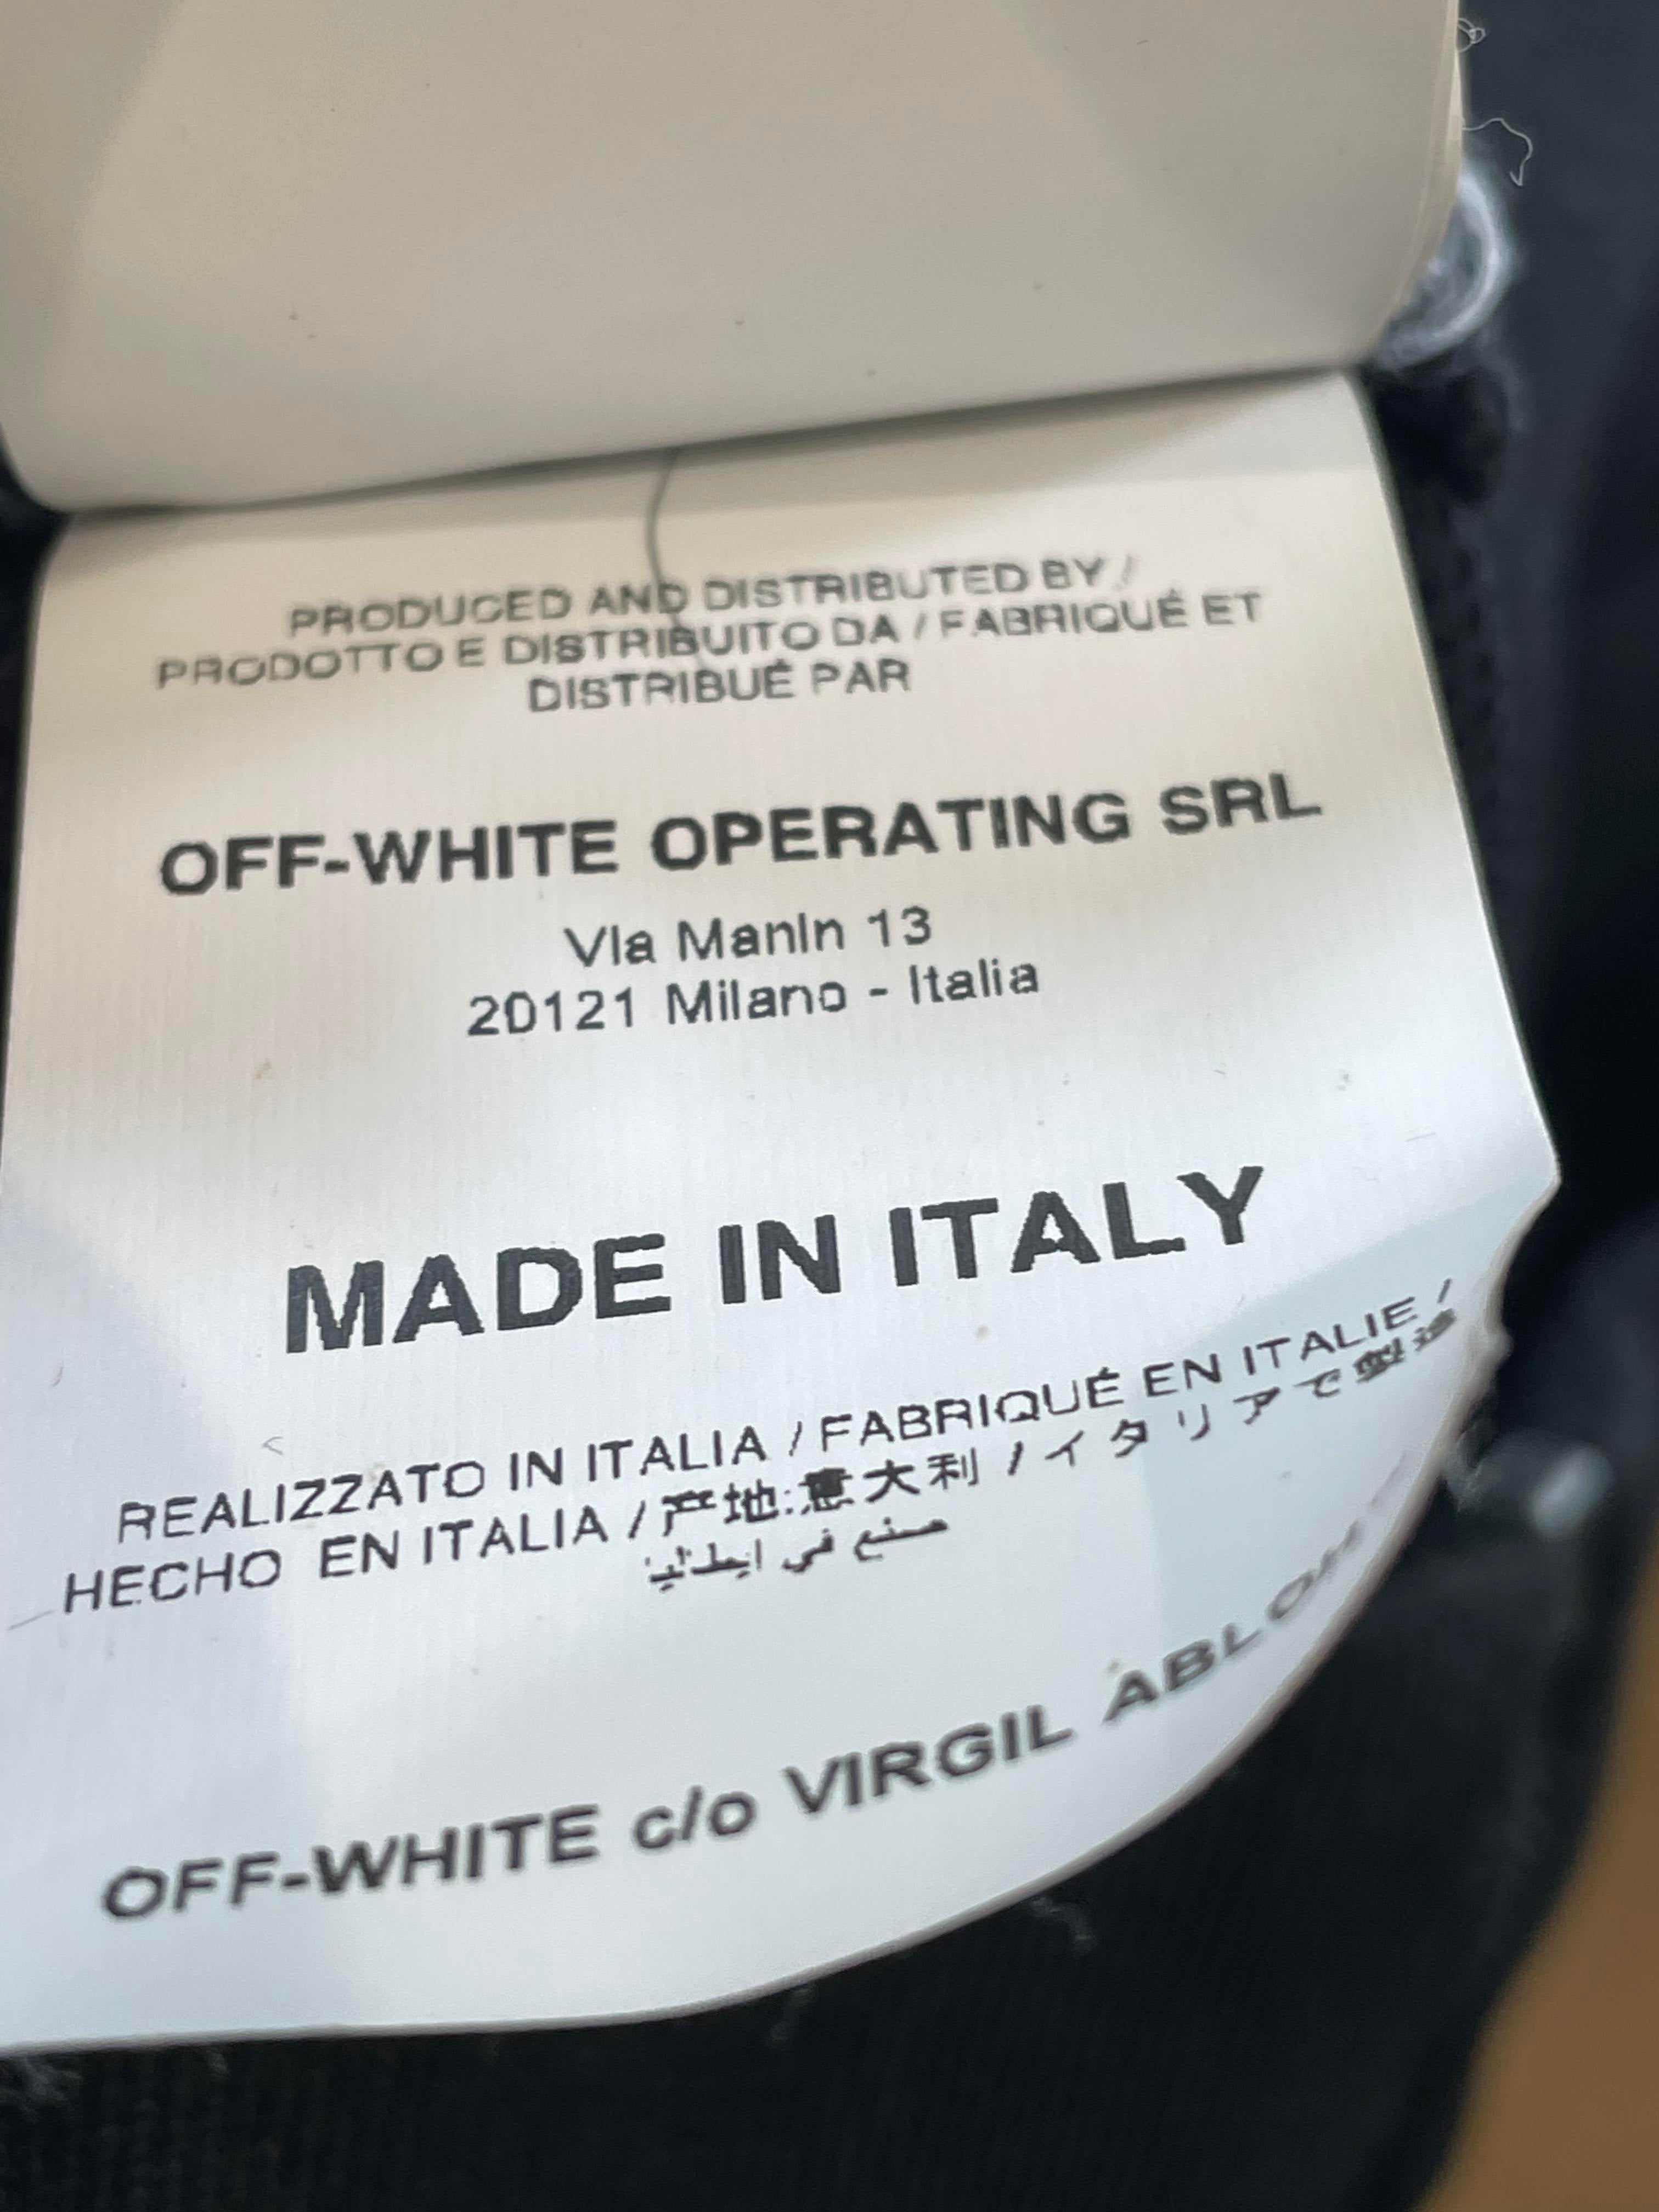 PRODUCED AND DISTRIBUTED BY /
PRODOTTO E DISTRIBUITO DA / FABRIQUÉ ET
DISTRIBUÉ PAR
OFF-WHITE OPERATING SRL
Via Manin 13
20121 Milano - Italia
MADE IN ITALY
REALIZZATO IN ITALIA / FABRIQUÉ EN ITALIE /
HECHO EN ITALIA / 产地:意大利 / イタリアで製造
صنع في ايطاليا
OFF-WHITE c/o VIRGIL ABLOH